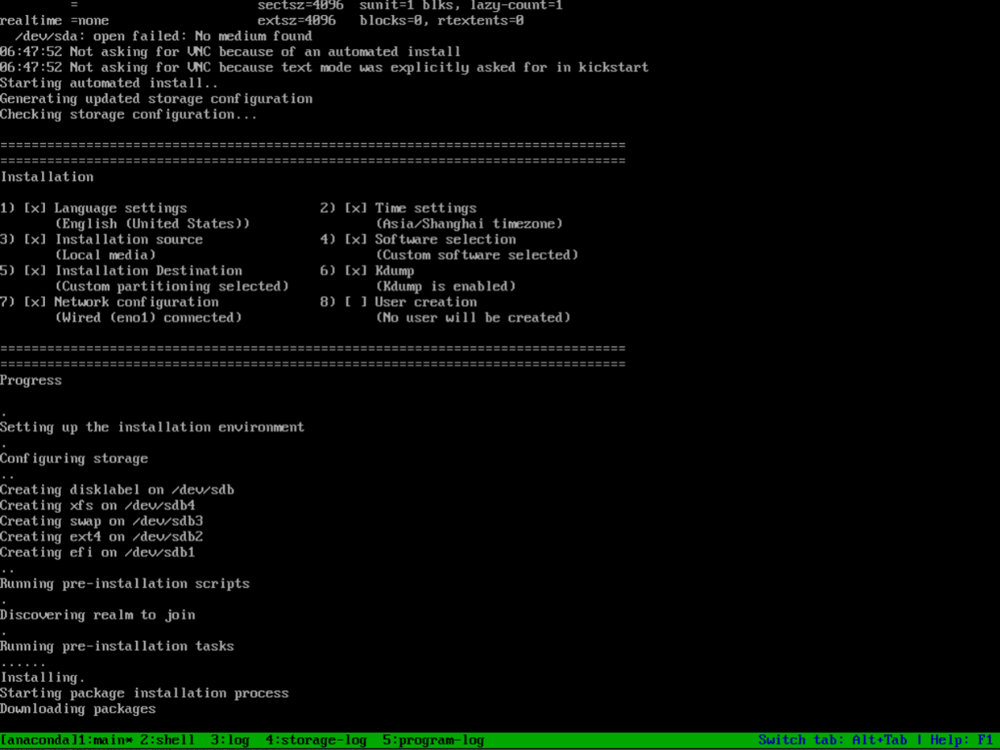 =                       sectsz=4096  sunit=1 blks, lazy-count=1
realtime =none                   extsz=4096   blocks=0, rtextents=0
  /dev/sda: open failed: No medium found
06:47:52 Not asking for VNC because of an automated install
06:47:52 Not asking for VNC because text mode was explicitly asked for in kickstart
Starting automated install..
Generating updated storage configuration
Checking storage configuration...
================================================================================
================================================================================
Installation
1) [x] Language settings                 2) [x] Time settings
       (English (United States))                (Asia/Shanghai timezone)
3) [x] Installation source               4) [x] Software selection
       (Local media)                            (Custom software selected)
5) [x] Installation Destination          6) [x] Kdump
       (Custom partitioning selected)           (Kdump is enabled)
7) [x] Network configuration             8) [ ] User creation
       (Wired (eno1) connected)                 (No user will be created)
================================================================================
================================================================================
Progress
.
Setting up the installation environment
.
Configuring storage
..
Creating disklabel on /dev/sdb
Creating xfs on /dev/sdb4
Creating swap on /dev/sdb3
Creating ext4 on /dev/sdb2
Creating efi on /dev/sdb1
..
Running pre-installation scripts
.
Discovering realm to join
.
Running pre-installation tasks
......
Installing.
Starting package installation process
Downloading packages
[anaconda]1:main* 2:shell  3:log  4:storage-log  5:program-log                                   Switch tab: Alt+Tab | Help: F1